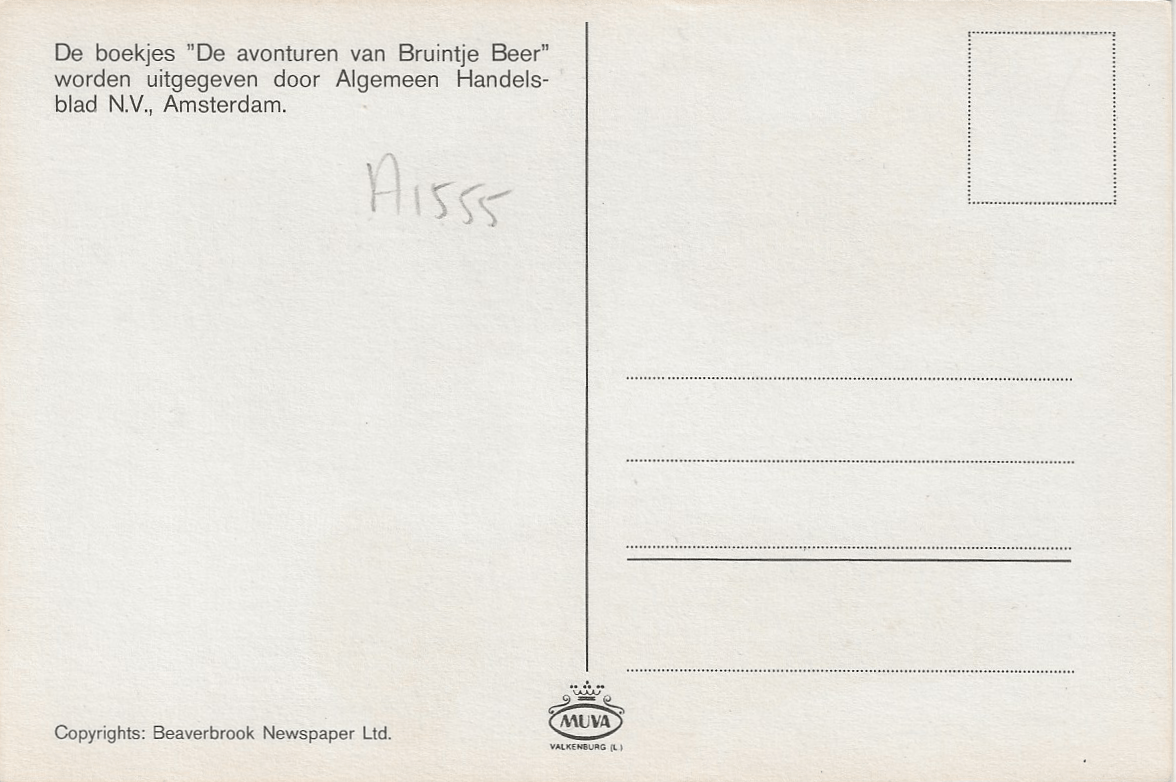 De boekjes "De avonturen van Bruintje Beer"
worden uitgegeven door Algemeen Handels-
blad N.V., Amsterdam.
A1555
Copyrights: Beaverbrook Newspaper Ltd.
MUVA
VALKENBURG (L.)